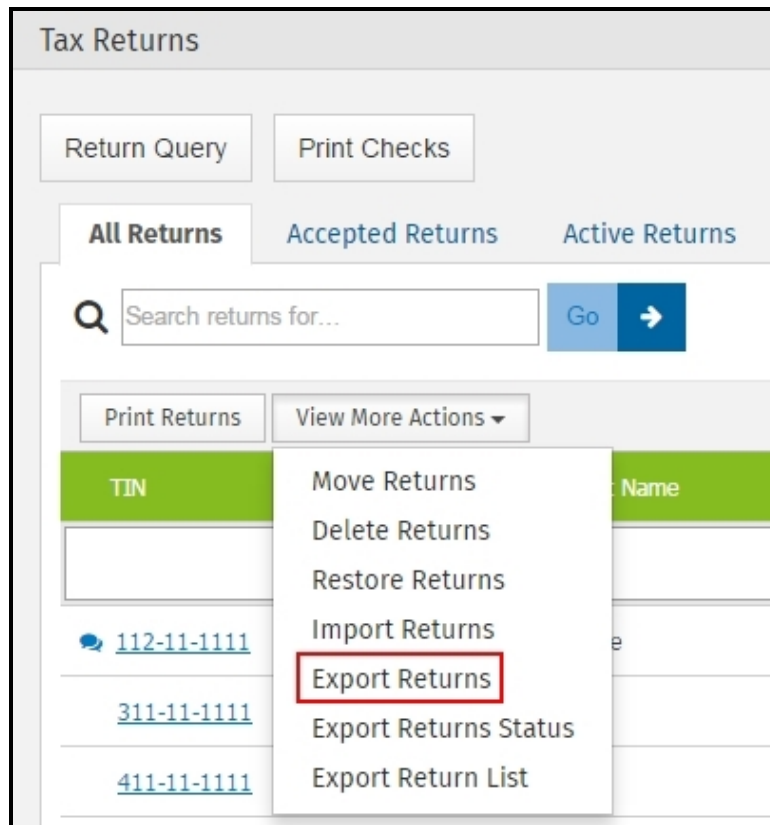 Tax Returns
Return Query Print Checks
All Returns Accepted Returns Active Returns
Search returns for...
Go
Print Returns View More Actions
TIN Name
Move Returns
Delete Returns
Restore Returns
Import Returns
Export Returns
Export Returns Status
Export Return List
112-11-1111
311-11-1111
411-11-1111